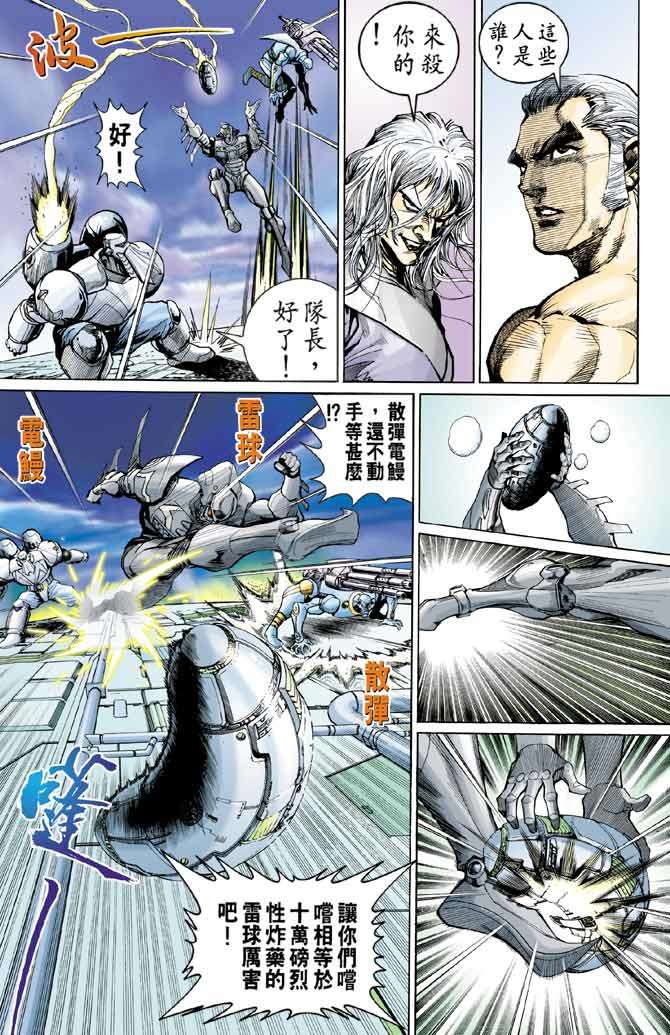 這些
人是
誰？
來殺
你的
！
波一
好！
隊長，
好了！
散彈電鰻
，還不動
手等甚麼
!?
雷球
電鰻
散彈
讓你們嚐
嚐相等於
十萬磅烈
性炸藥的
雷球厲害
吧！